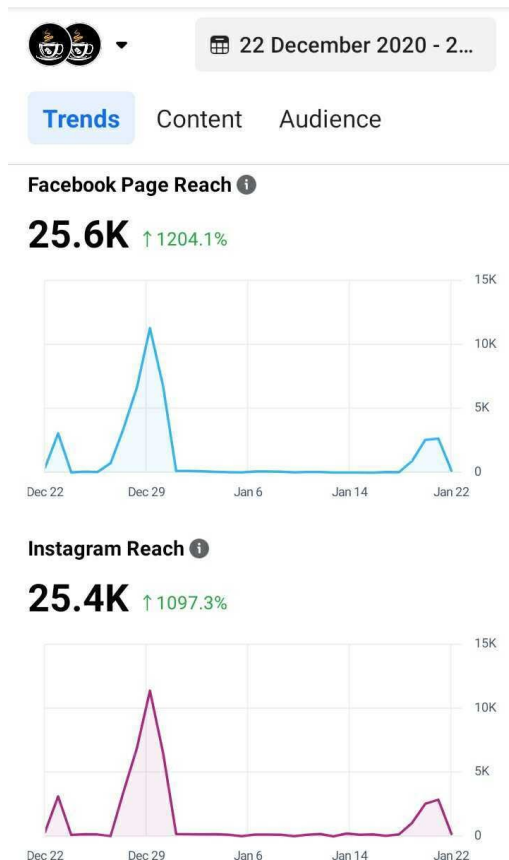 22 December 2020 - 2...
Trends Content Audience
Facebook Page Reach
25.6K ↑ 1204.1%
15K
10K
5K
0
Dec 22 Dec 29 Jan 6 Jan 14 Jan 22
Instagram Reach
25.4K ↑ 1097.3%
15K
10K
5K
0
Dec 22 Dec 29 Jan 6 Jan 14 Jan 22